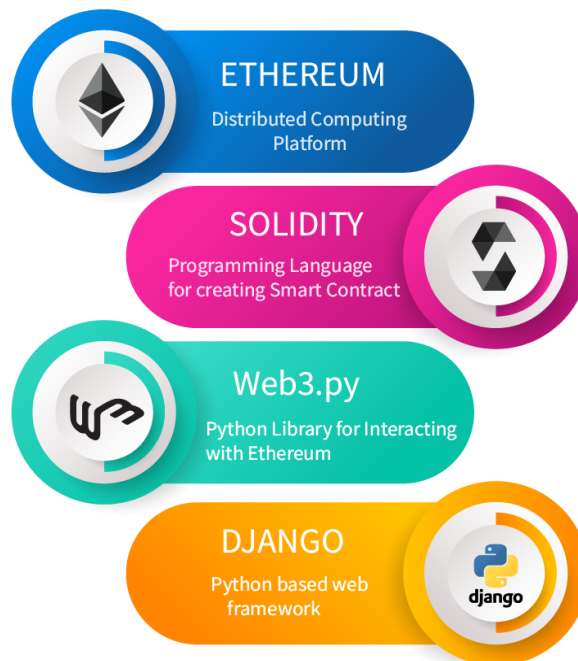 ETHEREUM
Distributed Computing
Platform
SOLIDITY
Programming Language
for creating Smart Contract
Web3.py
Python Library for Interacting
with Ethereum
DJANGO
Python based web
framework
django